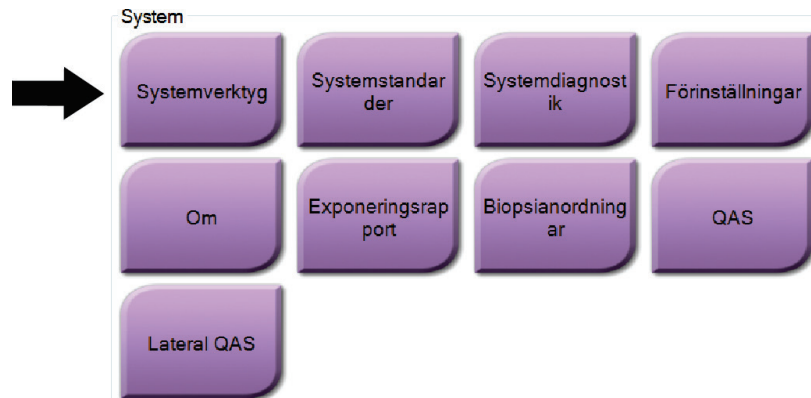 System
Systemverktyg
Systemstandar
der
Systemdiagnost
ik
Förinställningar
Om
Exponeringsrap
port
Biopsianordning
ar
QAS
Lateral QAS